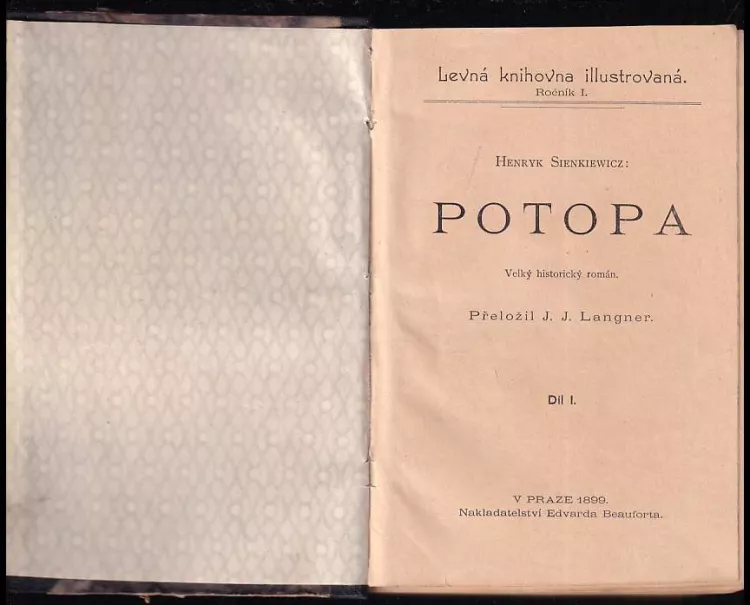 Levná knihovna illustrovaná.
Ročník I.
Henryk Sienkiewicz:
POTOPA
Velký historický román.
Přeložil J. J. Langner.
Díl I.
V PRAZE 1899.
Nakladatelství Edvarda Beauforta.